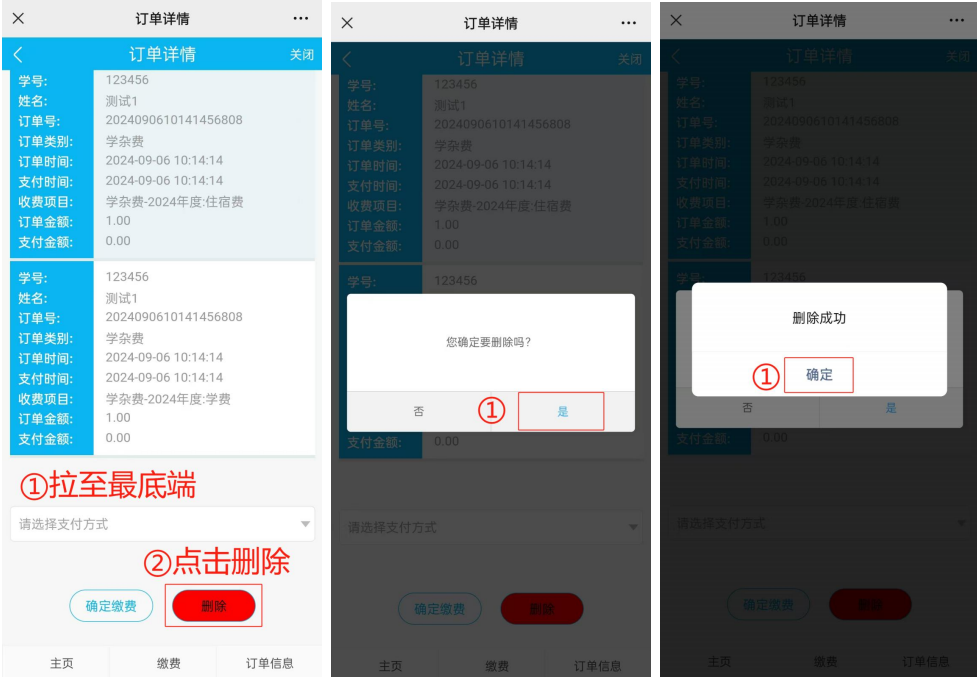 订单详情
订单详情
关闭
学号: 123456
姓名: 测试1
订单号: 2024090610141456808
订单类别: 学杂费
订单时间: 2024-09-06 10:14:14
支付时间: 2024-09-06 10:14:14
收费项目: 学杂费-2024年度:住宿费
订单金额: 1.00
支付金额: 0.00
学号: 123456
姓名: 测试1
订单号: 2024090610141456808
订单类别: 学杂费
订单时间: 2024-09-06 10:14:14
支付时间: 2024-09-06 10:14:14
收费项目: 学杂费-2024年度:学费
订单金额: 1.00
支付金额: 0.00
①拉至最底端
请选择支付方式
②点击删除
确定缴费 删除
主页 缴费 订单信息
订单详情
订单详情
关闭
学号: 123456
姓名: 测试1
订单号: 2024090610141456808
订单类别: 学杂费
订单时间: 2024-09-06 10:14:14
支付时间: 2024-09-06 10:14:14
收费项目: 学杂费-2024年度:住宿费
订单金额: 1.00
支付金额: 0.00
学号: 123456
您确定要删除吗?
否 ① 是
支付金额: 0.00
请选择支付方式
确定缴费 删除
主页 缴费 订单信息
订单详情
订单详情
关闭
学号: 123456
姓名: 测试1
订单号: 2024090610141456808
订单类别: 学杂费
订单时间: 2024-09-06 10:14:14
支付时间: 2024-09-06 10:14:14
收费项目: 学杂费-2024年度:住宿费
订单金额: 1.00
支付金额: 0.00
学号: 123456
删除成功
① 确定
否 是
支付金额: 0.00
请选择支付方式
确定缴费 删除
主页 缴费 订单信息